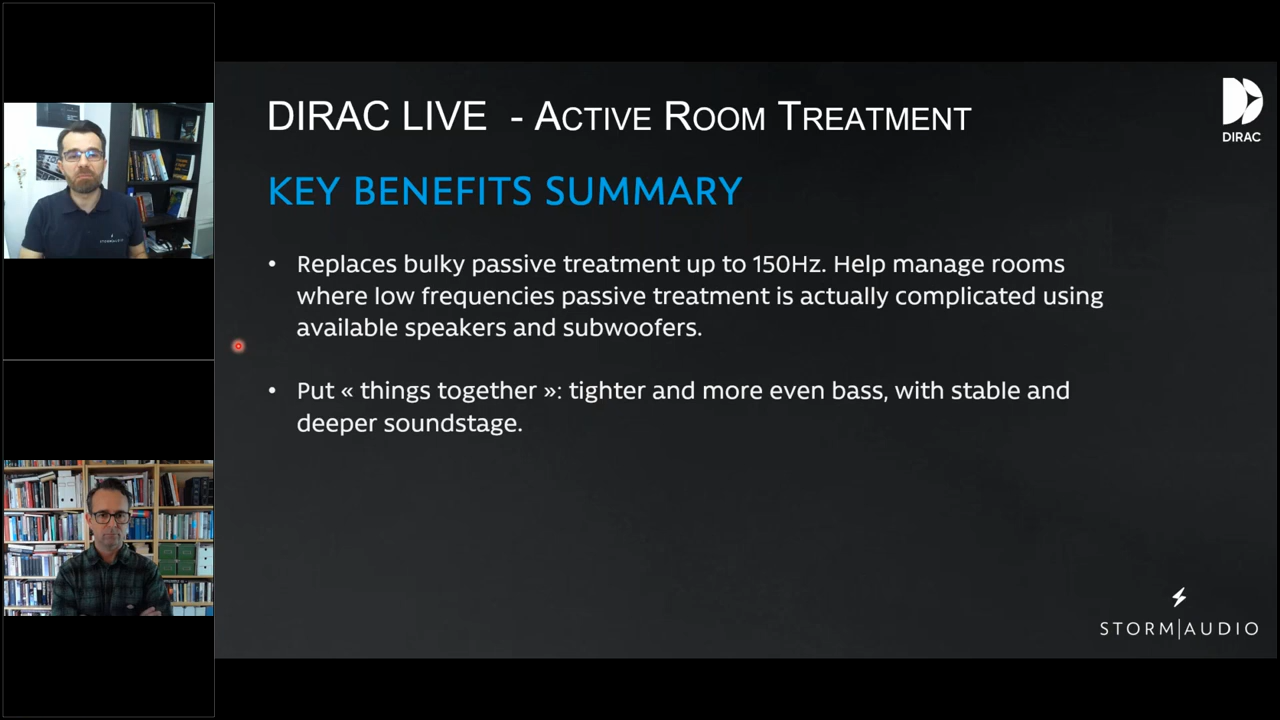 DIRAC LIVE - ACTIVE ROOM TREATMENT
DIRAC
KEY BENEFITS SUMMARY
• Replaces bulky passive treatment up to 150Hz. Help manage rooms
where low frequencies passive treatment is actually complicated using
available speakers and subwoofers.
• Put « things together »: tighter and more even bass, with stable and
deeper soundstage.
STORM|AUDIO